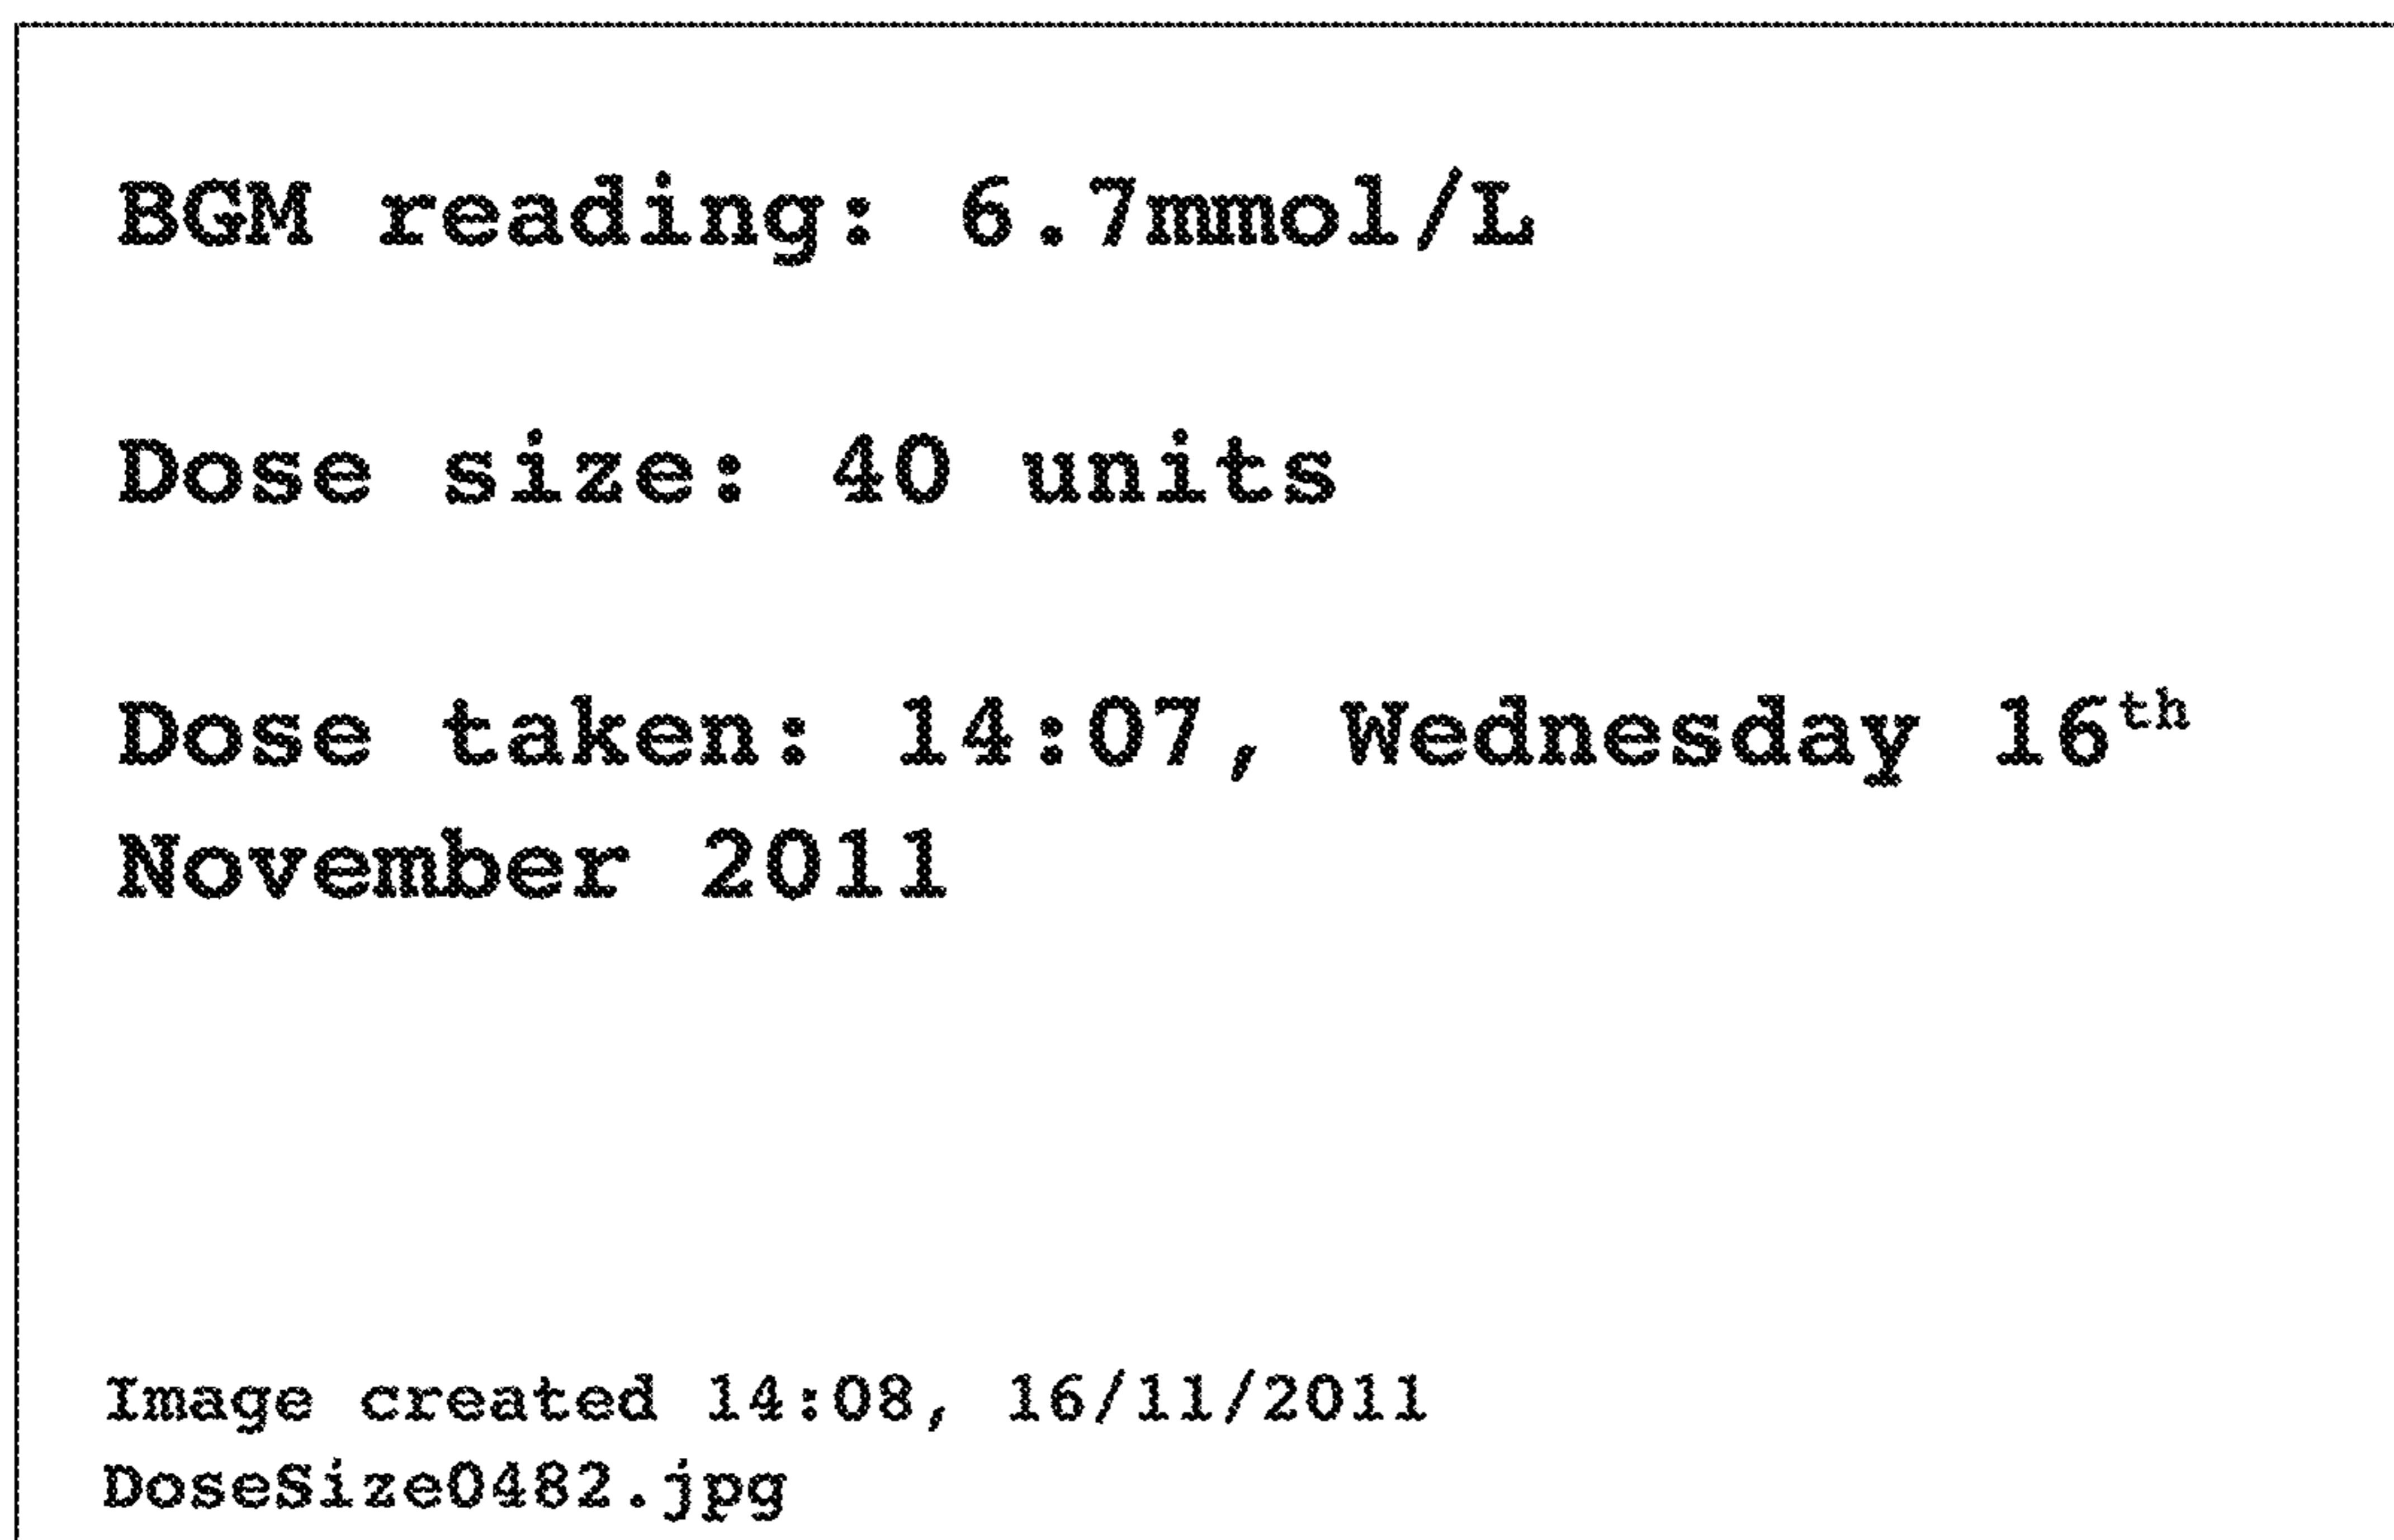 BGM reading: 6.7mmol/L
Dose size: 40 units
Dose taken: 14:07, Wednesday 16th
November 2011
Image created 14:08, 16/11/2011
DoseSize0482.jpg